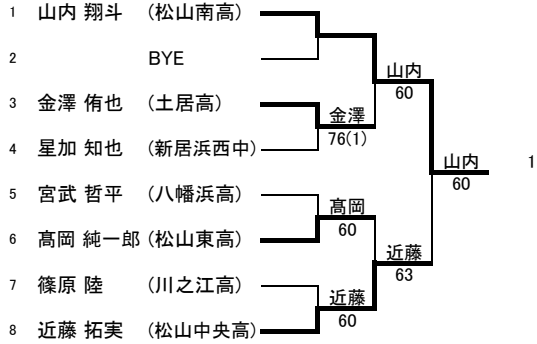 1 山内 翔斗 (松山南高)
山内
60
2 BYE
3 金澤 侑也 (土居高)
金澤
76(1)
4 星加 知也 (新居浜西中)
山内 1
60
5 宮武 哲平 (八幡浜高)
髙岡
60
6 髙岡 純一郎 (松山東高)
近藤
63
7 篠原 陸 (川之江高)
近藤
60
8 近藤 拓実 (松山中央高)